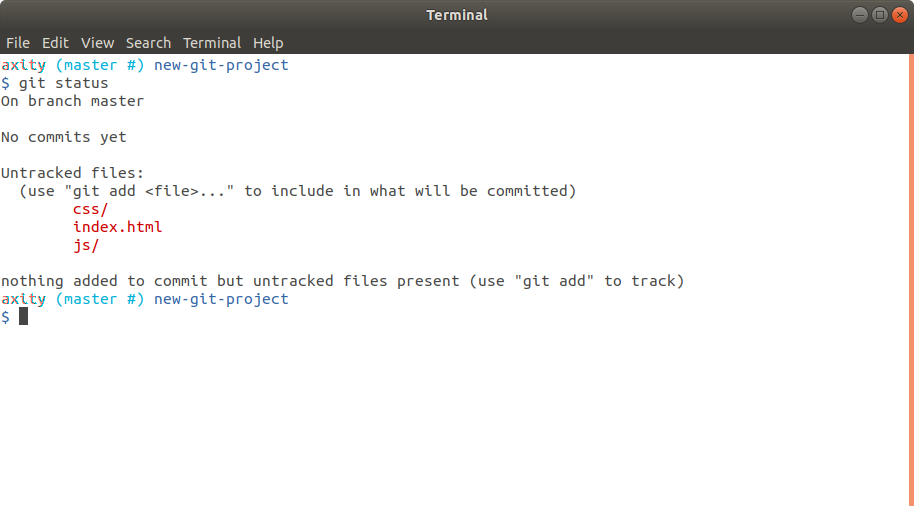 Terminal
File Edit View Search Terminal Help
axity (master #) new-git-project
$ git status
On branch master
No commits yet
Untracked files:
(use "git add <file>..." to include in what will be committed)
css/
index.html
js/
nothing added to commit but untracked files present (use "git add" to track)
axity (master #) new-git-project
$